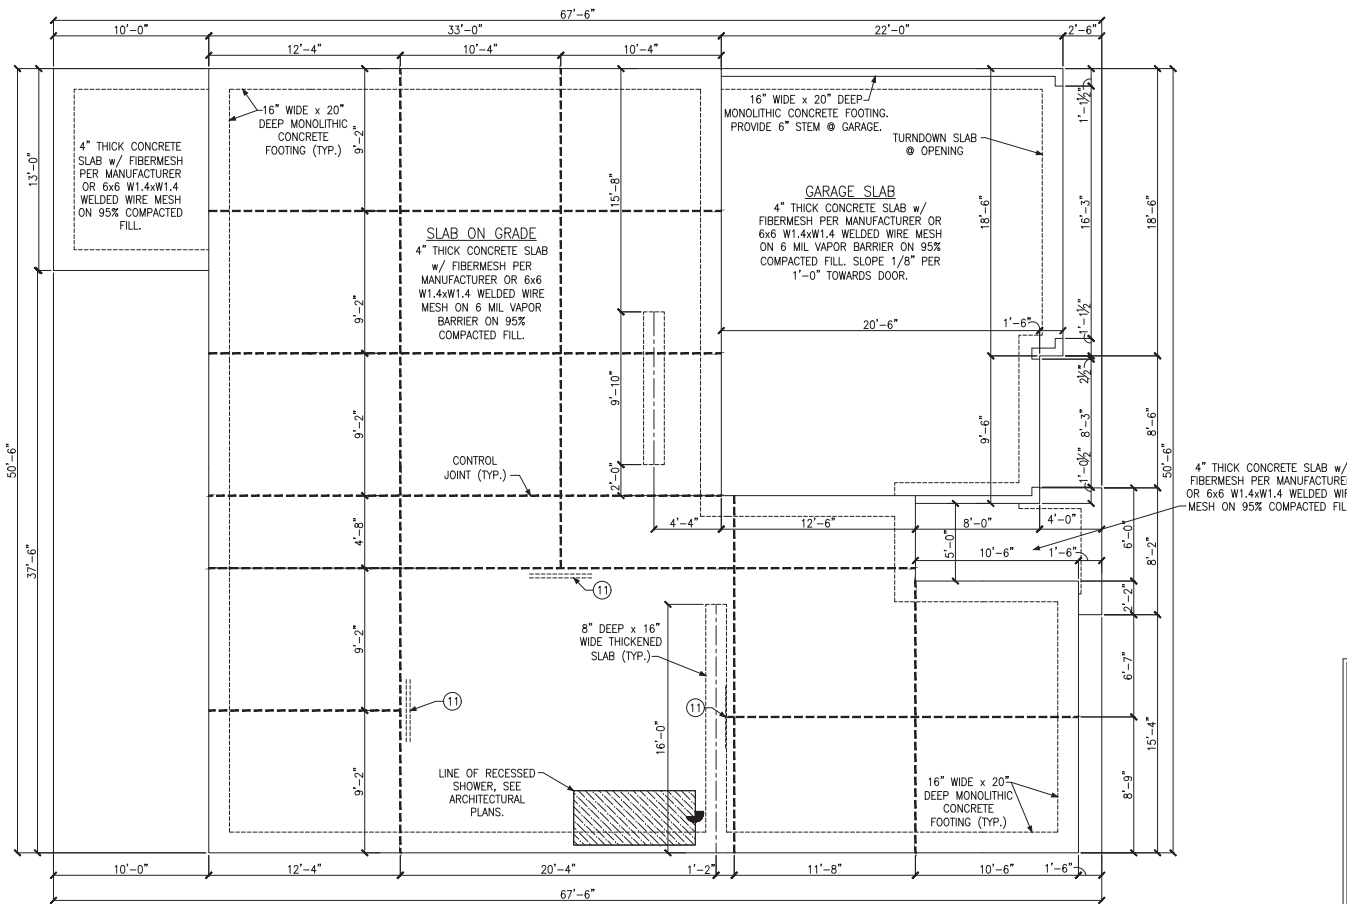 67'-6"
10'-0"
33'-0"
22'-0"
2'-6"
12'-4"
10'-4"
10'-4"
16" WIDE x 20"
DEEP MONOLITHIC
CONCRETE
FOOTING (TYP.)
16" WIDE x 20" DEEP
MONOLITHIC CONCRETE FOOTING.
PROVIDE 6" STEM @ GARAGE.
TURNDOWN SLAB
@ OPENING
1'-1½"
4" THICK CONCRETE
SLAB w/ FIBERMESH
PER MANUFACTURER
OR 6x6 W1.4xW1.4
WELDED WIRE MESH
ON 95% COMPACTED
FILL.
13'-0"
9'-2"
15'-8"
GARAGE SLAB
4" THICK CONCRETE SLAB w/
FIBERMESH PER MANUFACTURER OR
6x6 W1.4xW1.4 WELDED WIRE MESH
ON 6 MIL VAPOR BARRIER ON 95%
COMPACTED FILL. SLOPE 1/8" PER
1'-0" TOWARDS DOOR.
18'-6"
16'-3"
18'-6"
SLAB ON GRADE
4" THICK CONCRETE SLAB
w/ FIBERMESH PER
MANUFACTURER OR 6x6
W1.4xW1.4 WELDED WIRE
MESH ON 6 MIL VAPOR
BARRIER ON 95%
COMPACTED FILL.
9'-2"
20'-6"
1'-6"
1'-1½"
2½"
9'-10"
9'-2"
9'-6"
8'-3"
8'-6"
50'-6"
50'-6"
CONTROL
JOINT (TYP.)
2'-0"
1'-0½"
4" THICK CONCRETE SLAB w/
FIBERMESH PER MANUFACTURER
OR 6x6 W1.4xW1.4 WELDED WIR
MESH ON 95% COMPACTED FIL
4'-4"
12'-6"
8'-0"
4'-0"
4'-8"
5'-0"
10'-6"
1'-6"
6'-0"
8'-2"
37'-6"
11
2'-2"
8" DEEP x 16"
WIDE THICKENED
SLAB (TYP.)
9'-2"
6'-7"
11
11
16'-0"
15'-4"
LINE OF RECESSED
SHOWER, SEE
ARCHITECTURAL
PLANS.
9'-2"
16" WIDE x 20"
DEEP MONOLITHIC
CONCRETE
FOOTING (TYP.)
8'-9"
10'-0"
12'-4"
20'-4"
1'-2"
11'-8"
10'-6"
1'-6"
67'-6"